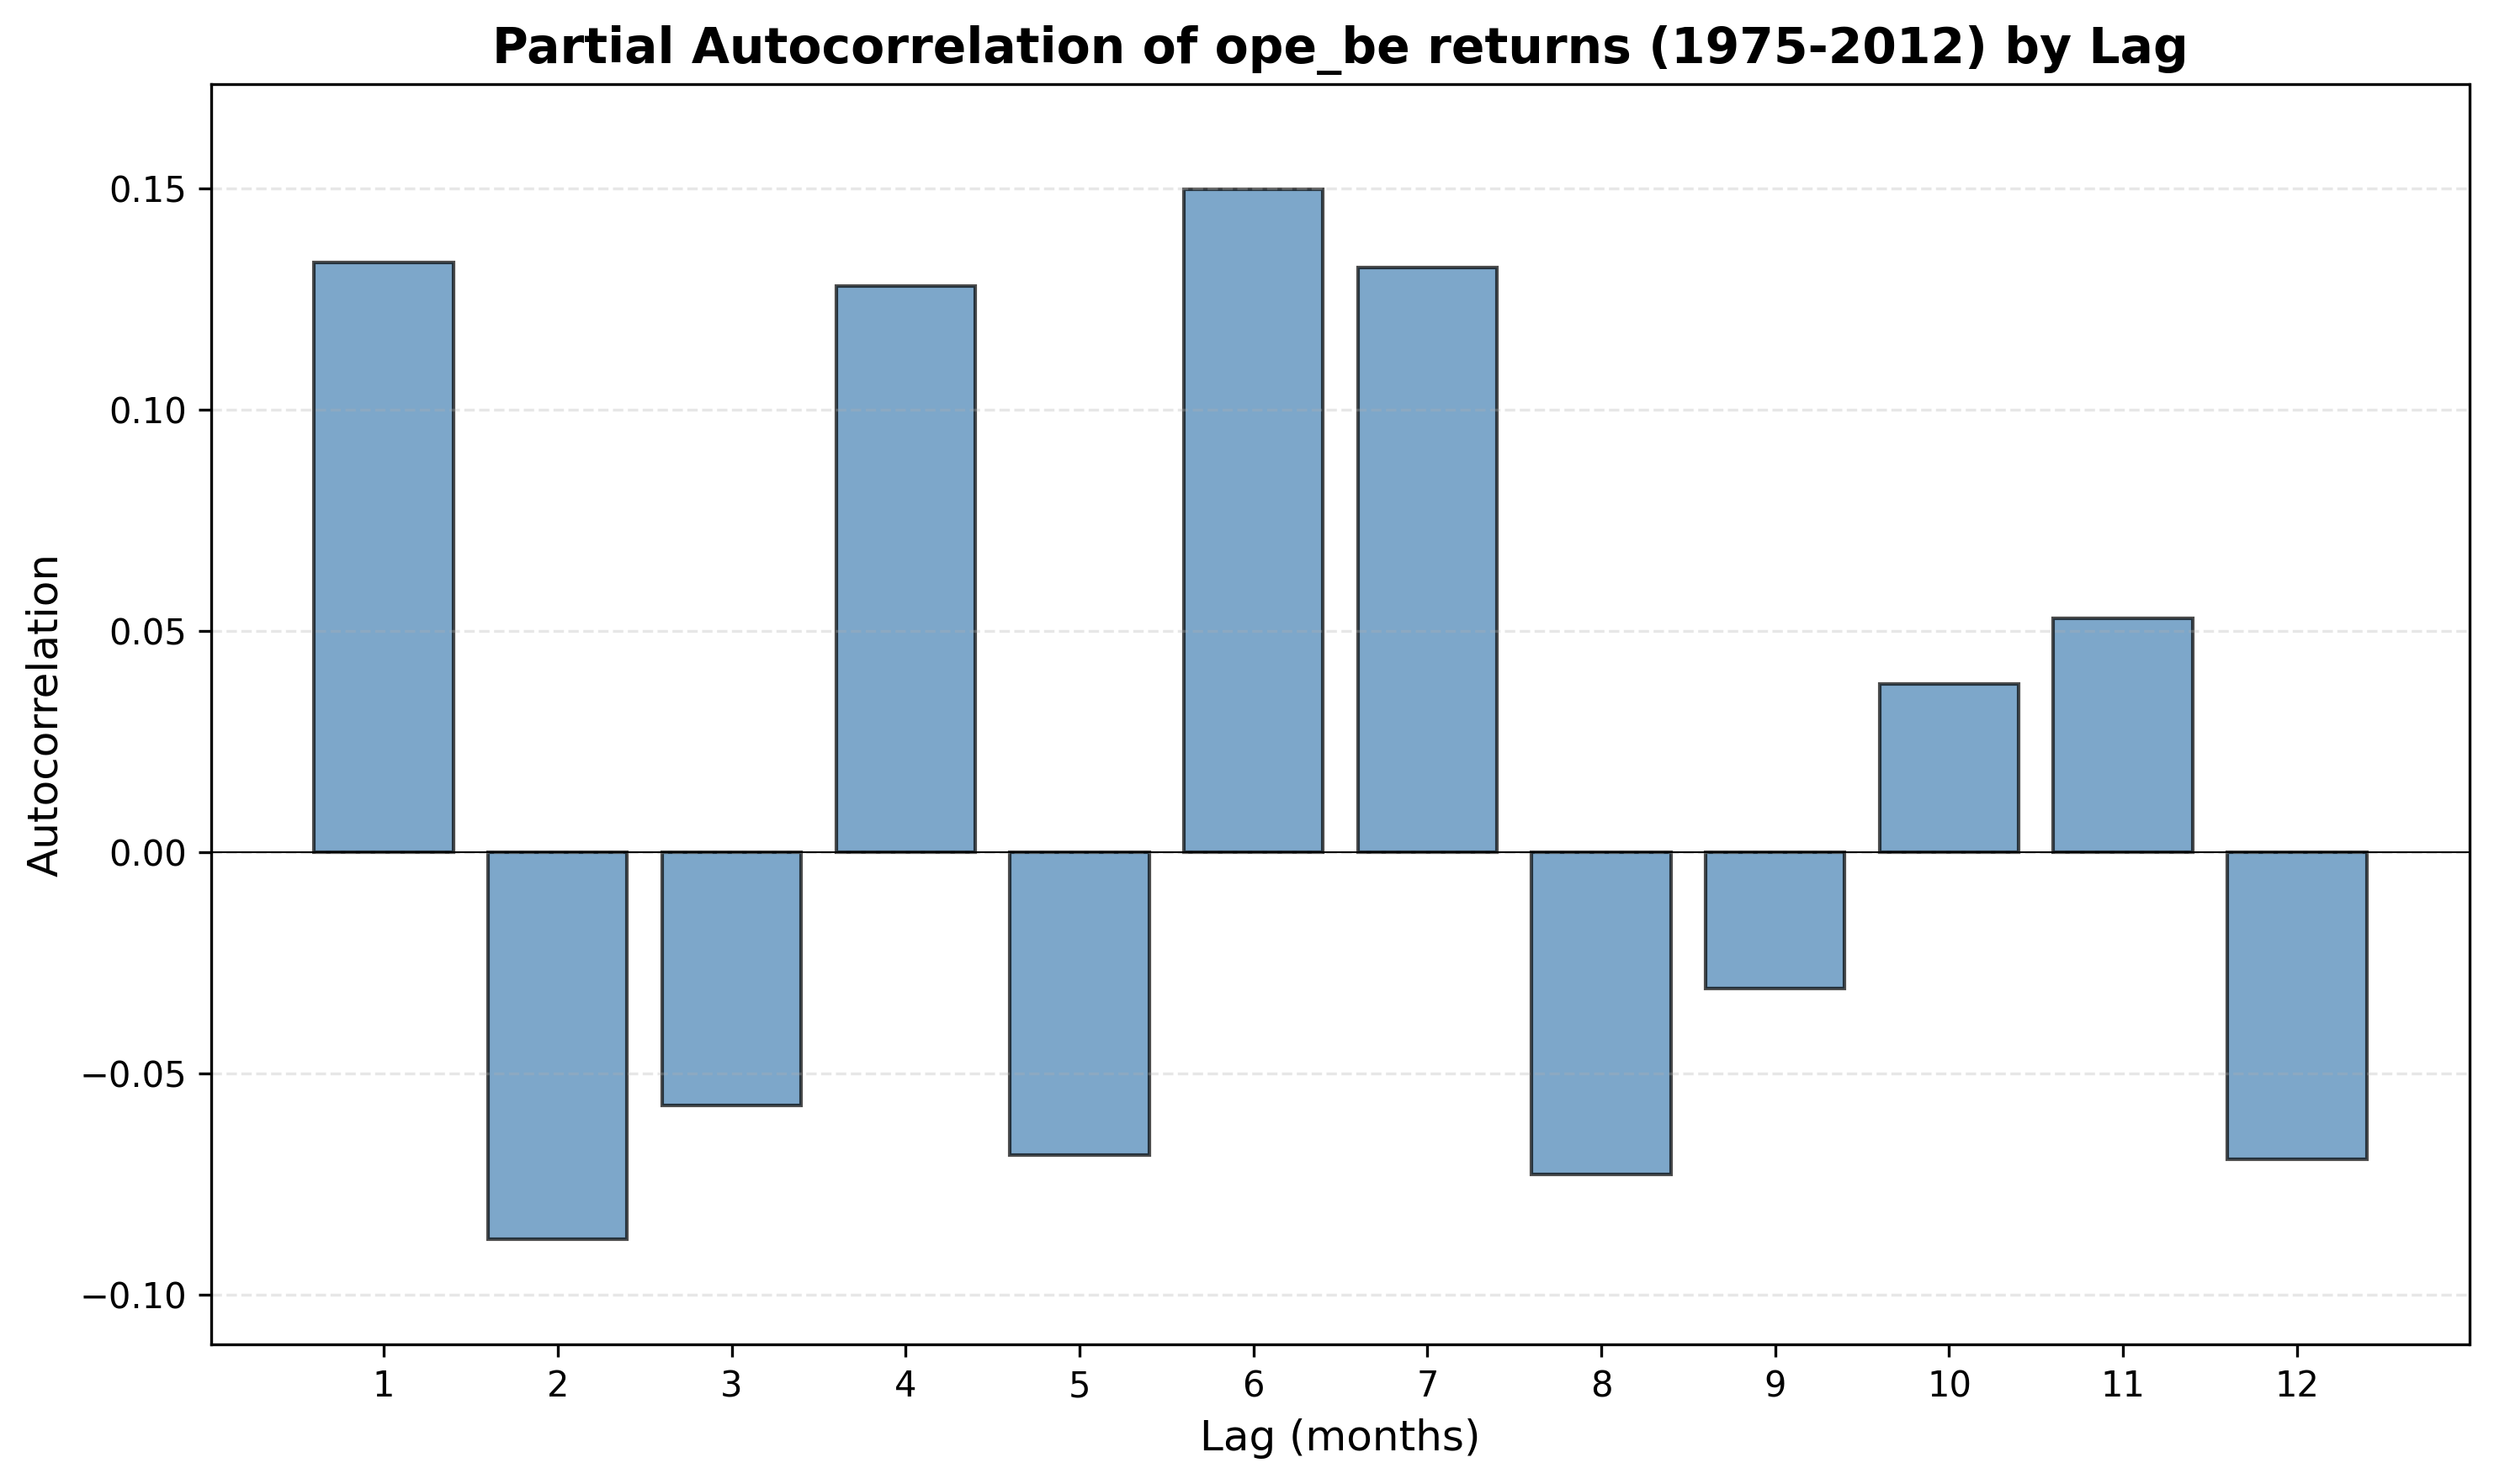 Partial Autocorrelation of ope_be returns (1975-2012) by Lag
Autocorrelation
0.15
0.10
0.05
0.00
−0.05
−0.10
1 2 3 4 5 6 7 8 9 10 11 12
Lag (months)